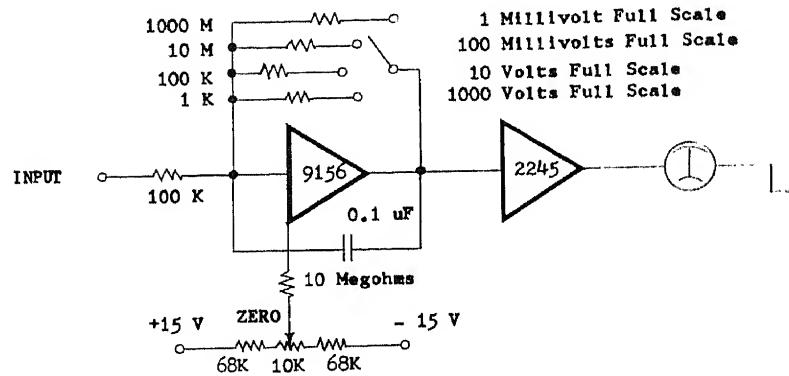 1000 M
1 Millivolt Full Scale
10 M
100 Millivolts Full Scale
100 K
10 Volts Full Scale
1 K
1000 Volts Full Scale
INPUT
100 K
9156
2245
0.1 uF
10 Megohms
+15 V
ZERO
- 15 V
68K
10K
68K